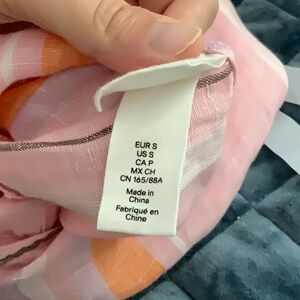 EUR S
US S
CA P
MX CH
CN 165/88A
Made in
China
Fabriqué en
Chine